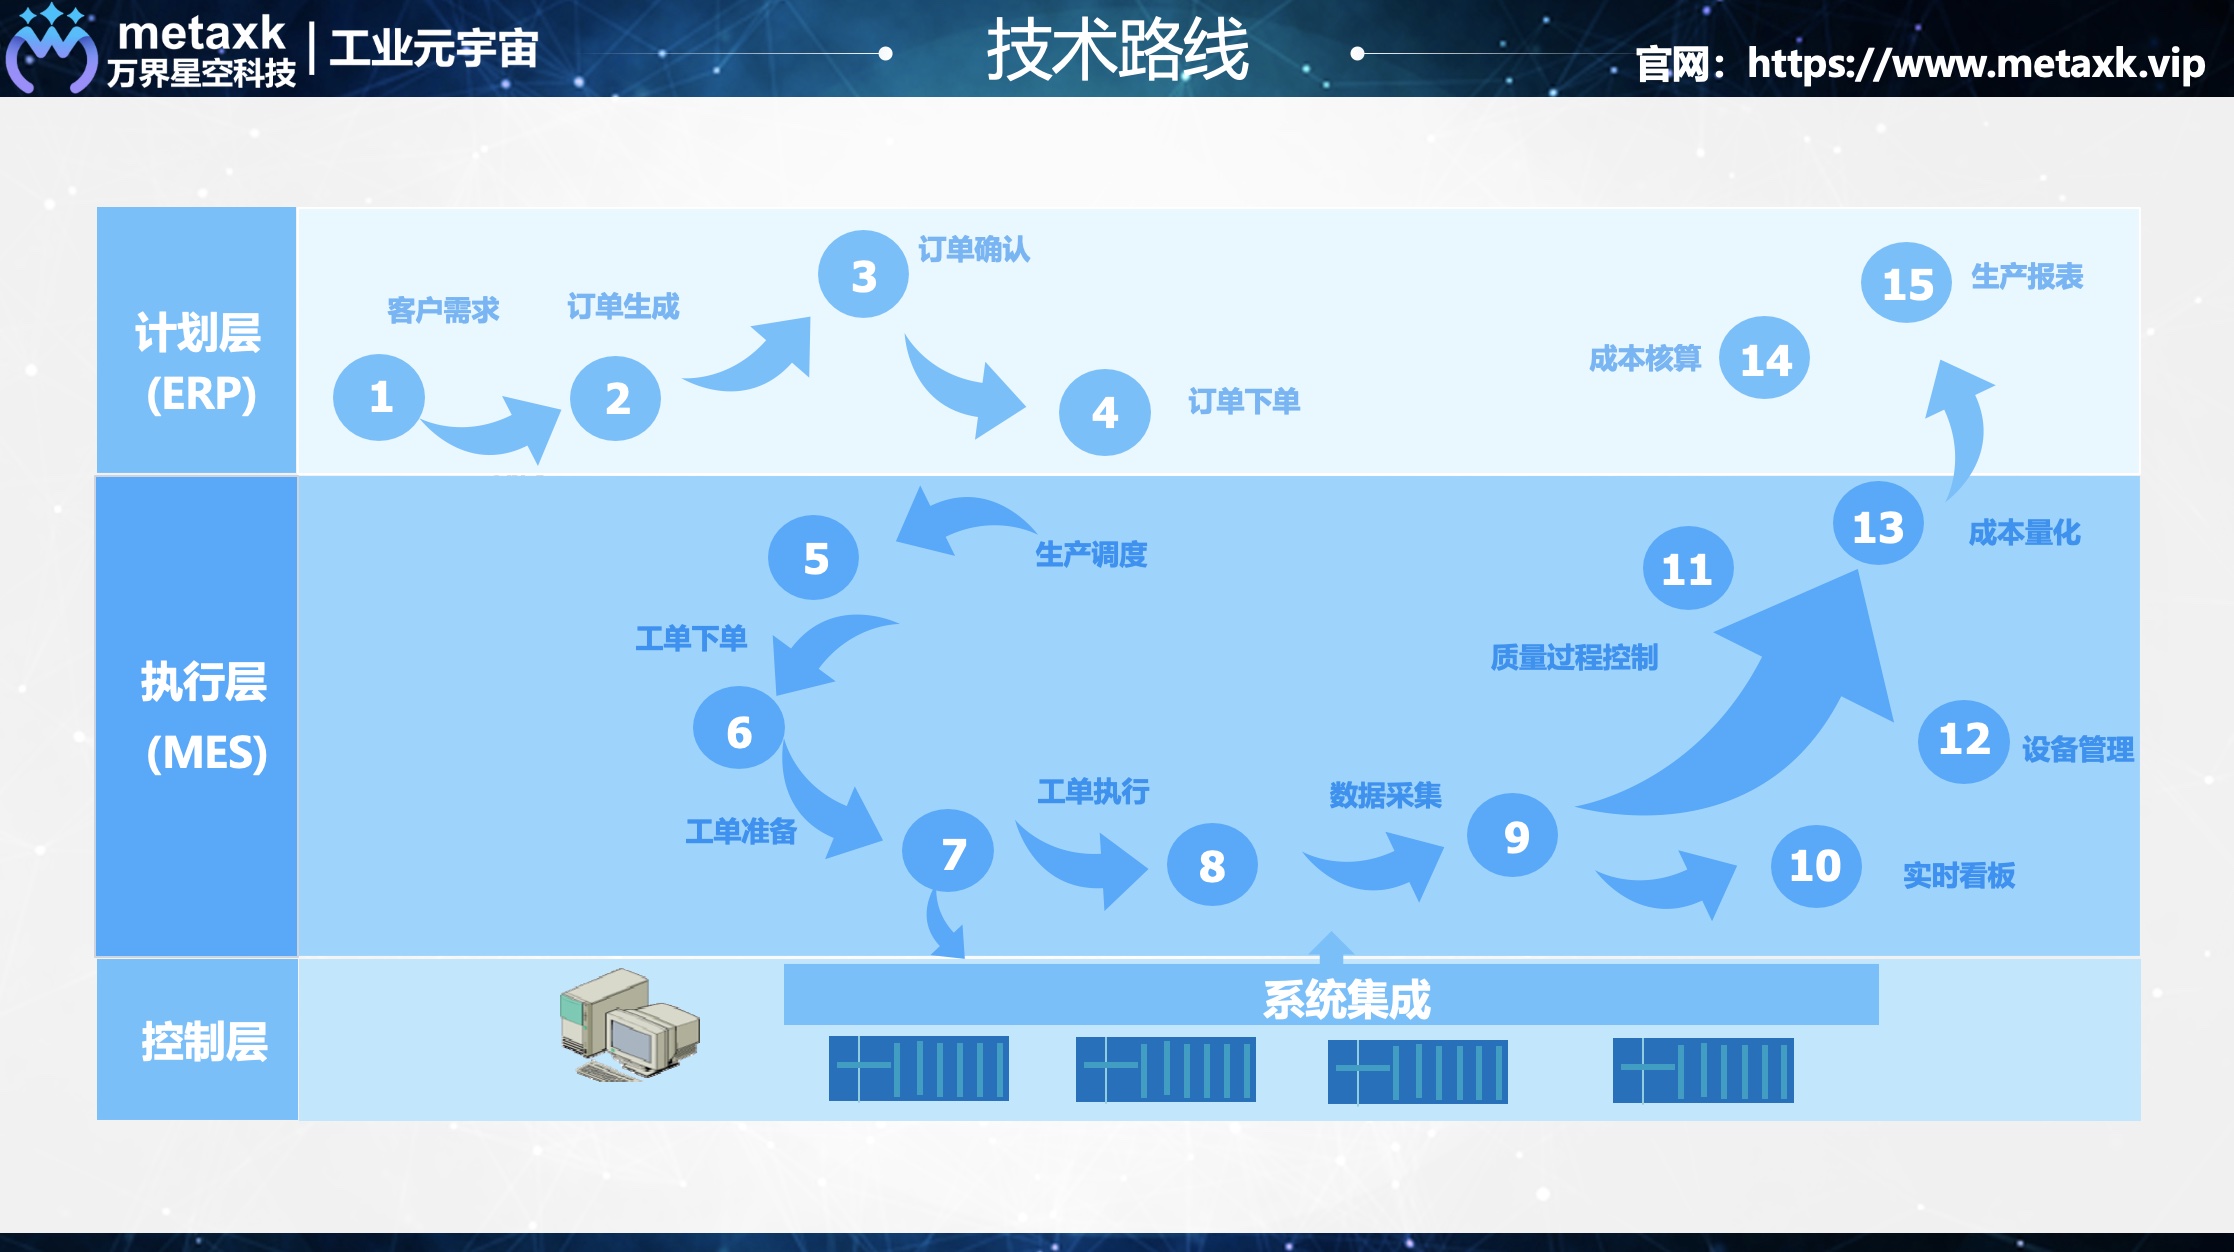 metaxk
万界星空科技
工业元宇宙
技术路线
官网：https://www.metaxk.vip
计划层
(ERP)
客户需求
1
订单生成
2
3
订单确认
4
订单下单
成本核算
14
15
生产报表
执行层
(MES)
5
生产调度
工单下单
6
工单准备
7
工单执行
8
数据采集
9
10
实时看板
质量过程控制
11
12
设备管理
13
成本量化
控制层
系统集成